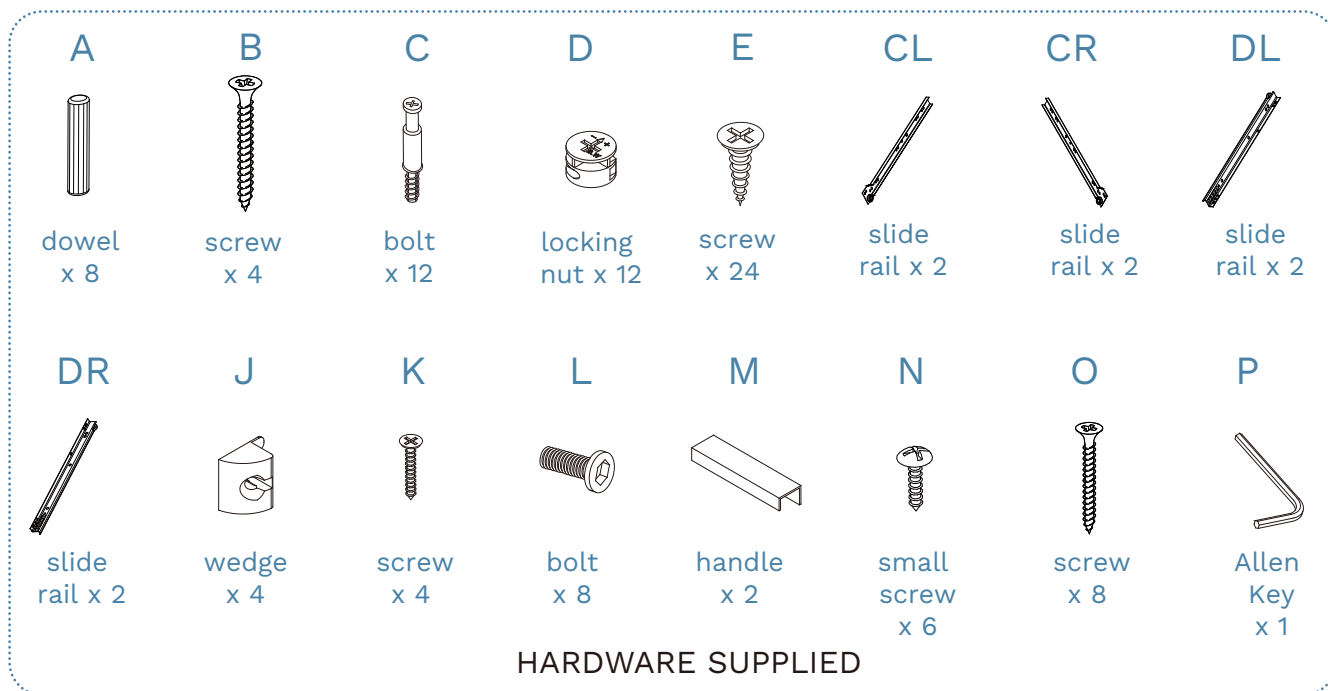 A B C D E CL CR DL
dowel
x 8
screw
x 4
bolt
x 12
locking
nut x 12
screw
x 24
slide
rail x 2
slide
rail x 2
slide
rail x 2
DR J K L M N O P
slide
rail x 2
wedge
x 4
screw
x 4
bolt
x 8
handle
x 2
small
screw
x 6
screw
x 8
Allen
Key
x 1
HARDWARE SUPPLIED